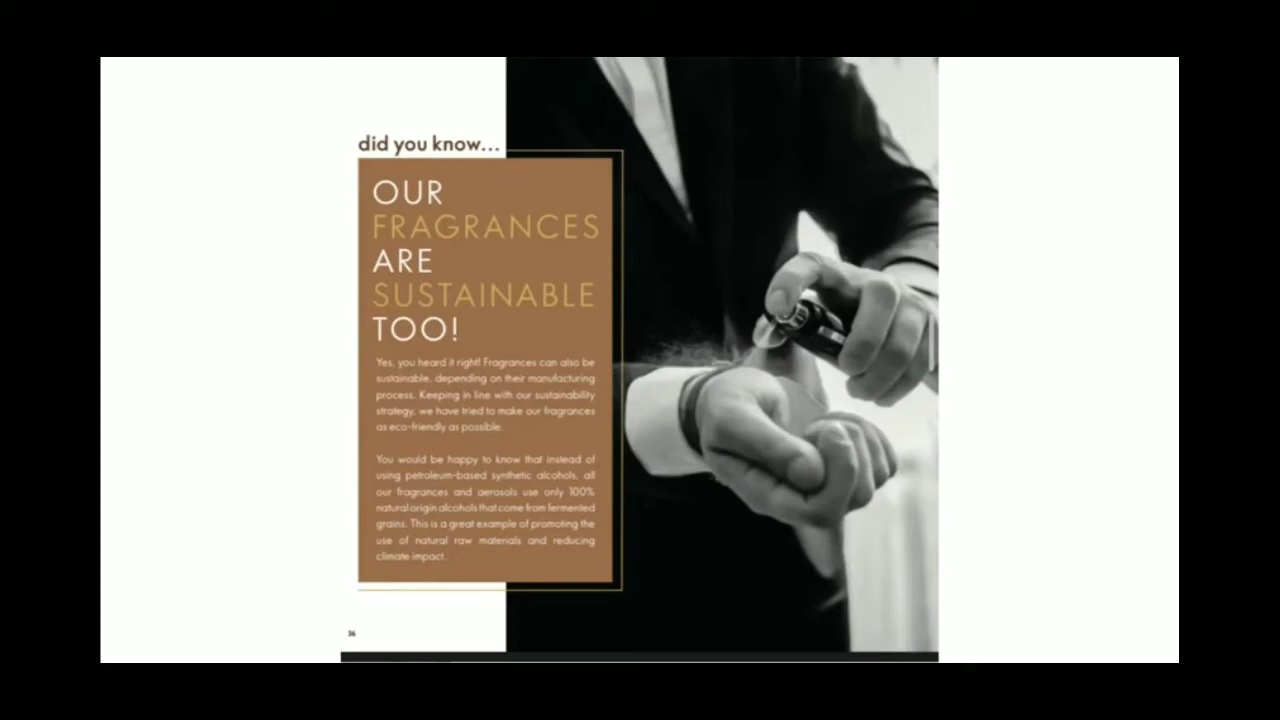 did you know...
OUR
FRAGRANCES
ARE
SUSTAINABLE
TOO!
Yes, you heard it right! Fragrances can also be
sustainable, depending on their manufacturing
process. Keeping in line with our sustainability
strategy, we have tried to make our fragrances
as eco-friendly as possible.
You would be happy to know that instead of
using petroleum-based synthetic alcohols, all
our fragrances and aerosols use only 100%
natural origin alcohols that come from fermented
grains. This is a great example of promoting the
use of natural raw materials and reducing
climate impact.
36